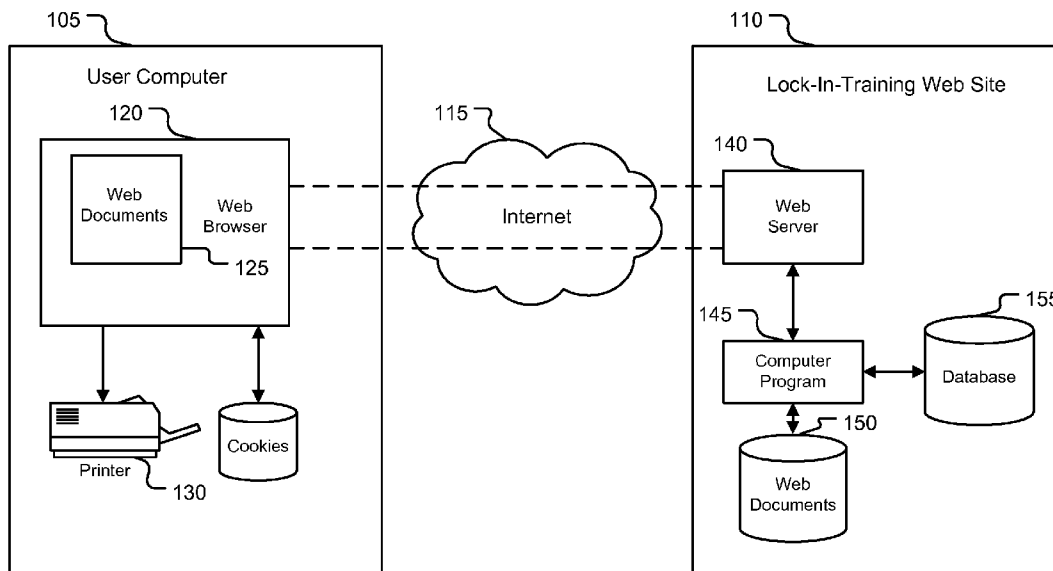 105
User Computer
120
Web
Documents
Web
Browser
125
Printer
130
Cookies
115
Internet
110
Lock-In-Training Web Site
140
Web
Server
145
Computer
Program
155
Database
150
Web
Documents